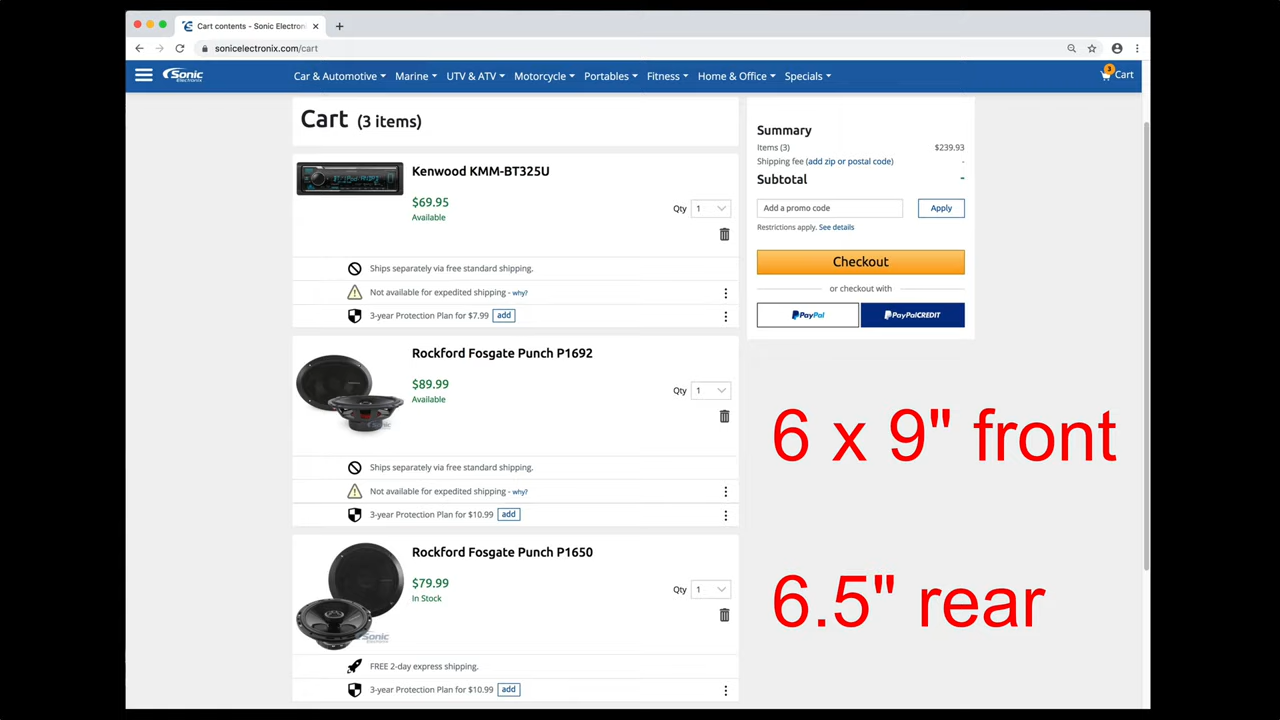 Cart contents - Sonic Electron
sonicelectronix.com/cart
Sonic
Electronix
Car & Automotive
Marine
UTV & ATV
Motorcycle
Portables
Fitness
Home & Office
Specials
3
Cart
Cart (3 items)
Kenwood KMM-BT325U
$69.95
Available
Qty 1
Ships separately via free standard shipping.
Not available for expedited shipping - why?
3-year Protection Plan for $7.99 add
Rockford Fosgate Punch P1692
$89.99
Available
Qty 1
Sonic
Ships separately via free standard shipping.
Not available for expedited shipping - why?
3-year Protection Plan for $10.99 add
Rockford Fosgate Punch P1650
$79.99
In Stock
Qty 1
Sonic
FREE 2-day express shipping.
3-year Protection Plan for $10.99 add
Summary
Items (3) $239.93
Shipping fee (add zip or postal code) -
Subtotal -
Add a promo code Apply
Restrictions apply. See details
Checkout
or checkout with
PayPal
PayPal CREDIT
6 x 9" front
6.5" rear